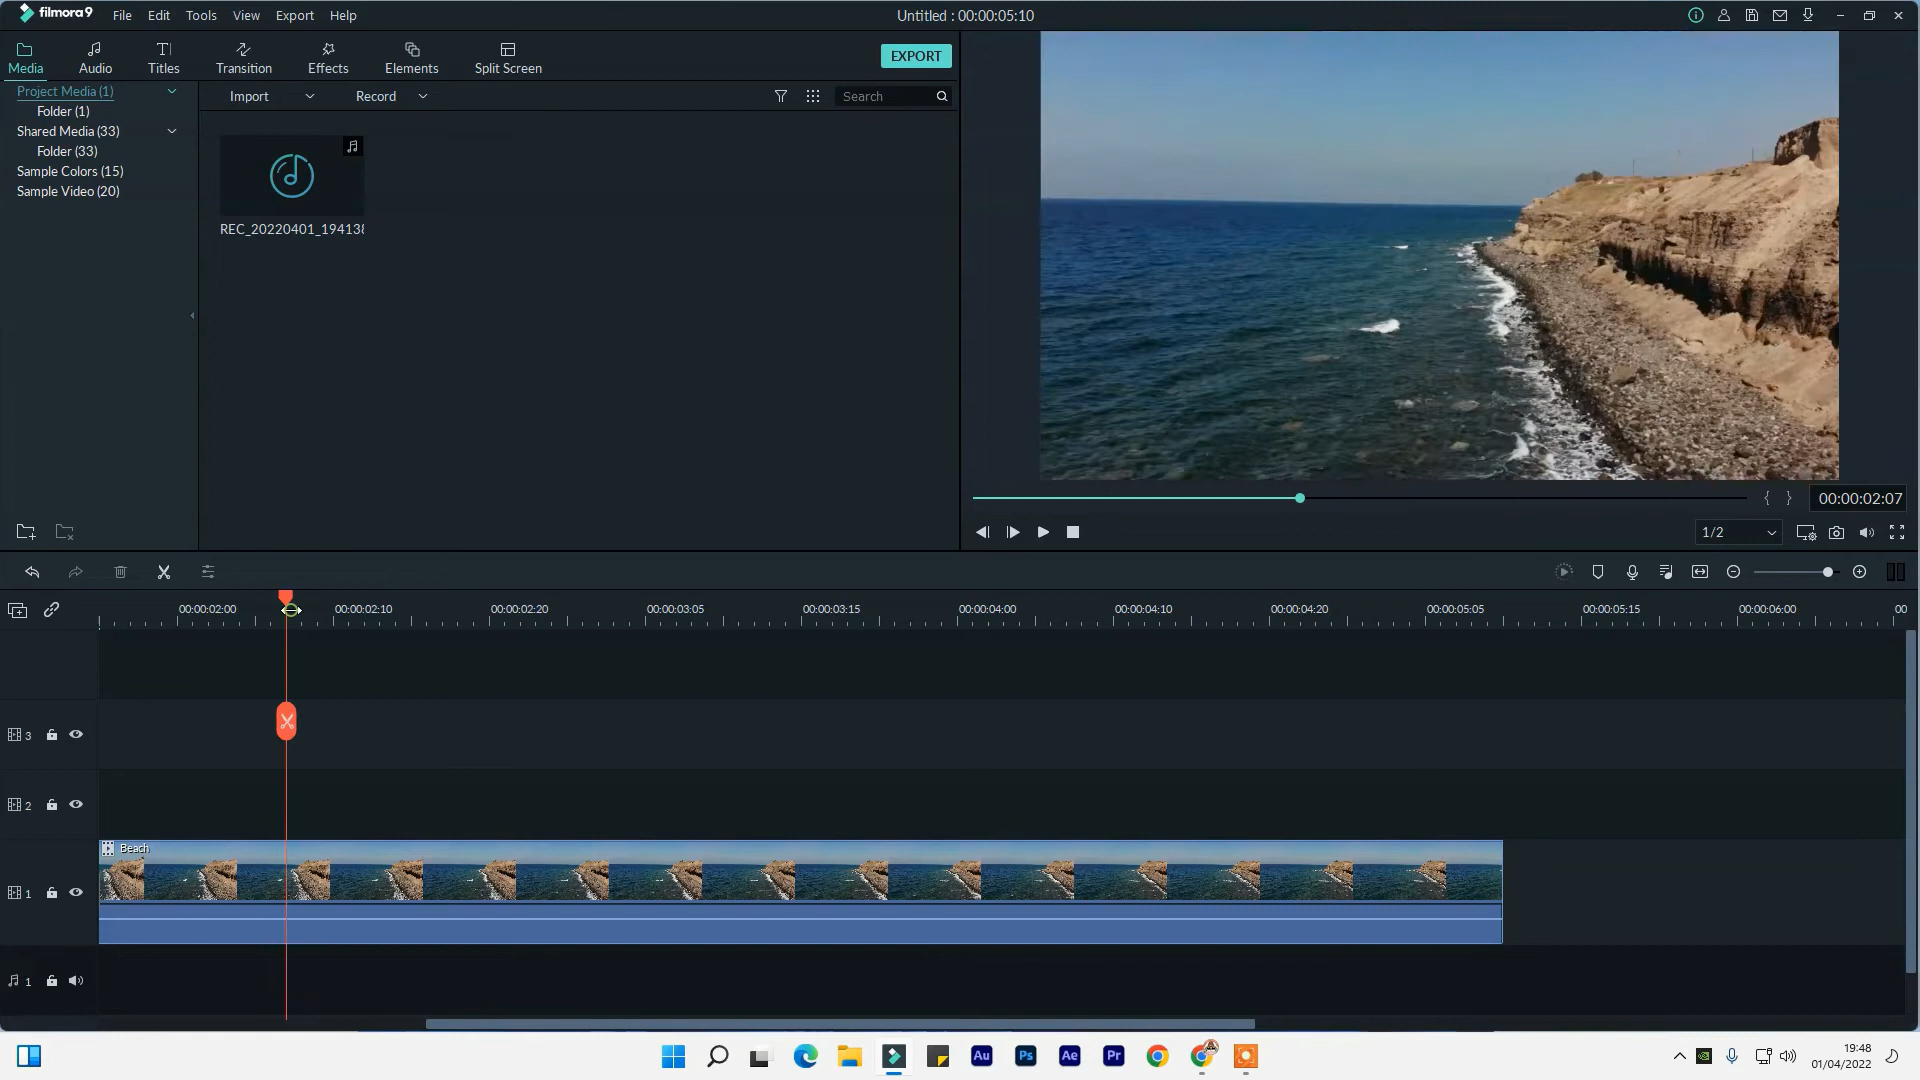 filmora9 File Edit Tools View Export Help Untitled : 00:00:05:10
Media Audio Titles Transition Effects Elements Split Screen EXPORT
Project Media (1) Import Record Search
Folder (1)
Shared Media (33)
Folder (33)
Sample Colors (15)
Sample Video (20)
REC_20220401_194138
00:00:02:07
1/2
00:00:02:00 00:00:02:10 00:00:02:20 00:00:03:05 00:00:03:15 00:00:04:00 00:00:04:10 00:00:04:20 00:00:05:05 00:00:05:15 00:00:06:00 00
3
2
Beach
1
1
Au Ps Ae Pr
19:48
01/04/2022